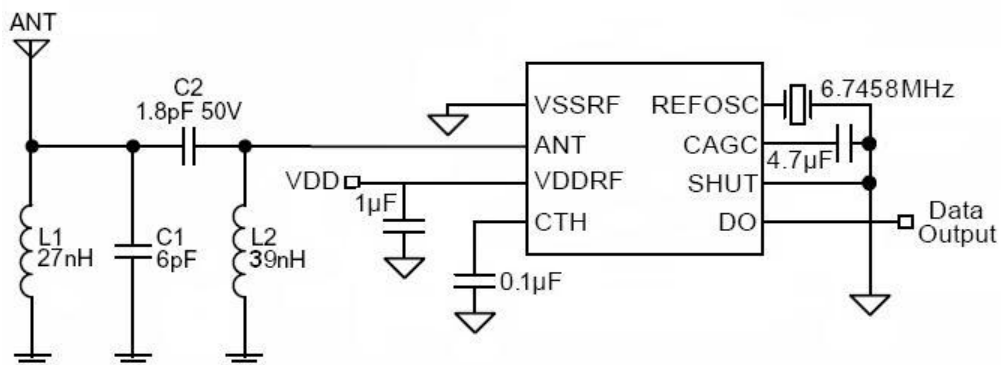 ANT
C2
1.8pF 50V
L1
27nH
C1
6pF
L2
39nH
VDD
1µF
0.1µF
VSSRF
ANT
VDDRF
CTH
REFOSC
CAGC
SHUT
DO
6.7458MHz
4.7µF
Data
Output